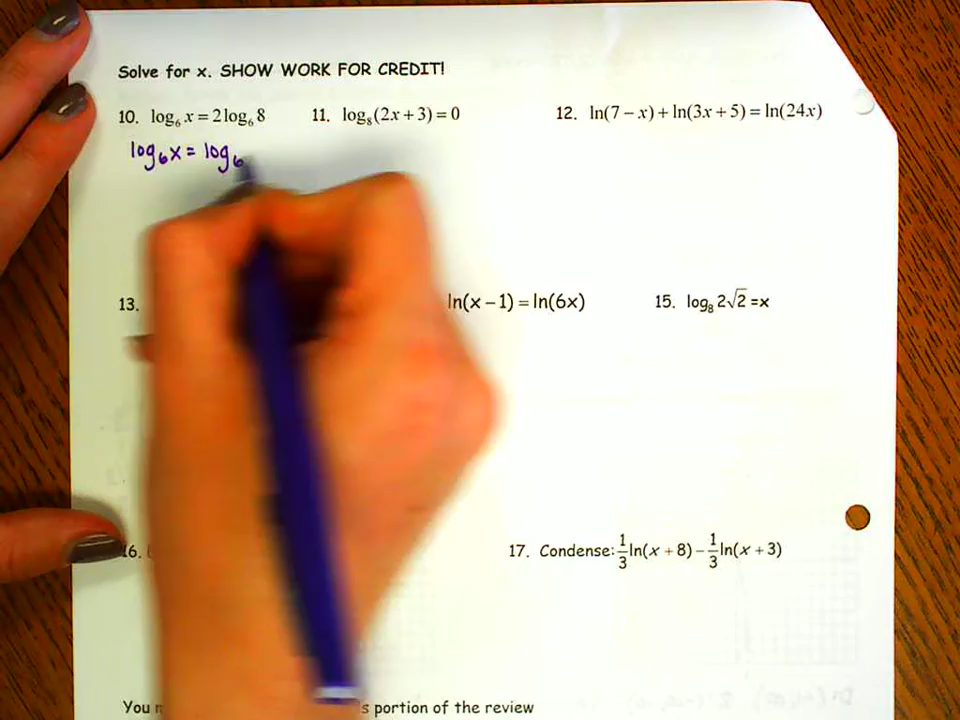 Solve for x. SHOW WORK FOR CREDIT!
10. log₆ x = 2 log₆ 8 11. log₈ (2x + 3) = 0 12. ln(7 − x) + ln(3x + 5) = ln(24x)
log₆x = log₆
13. ln(x − 1) = ln(6x) 15. log₈ 2√2 = x
16. 17. Condense: 1/3 ln(x + 8) − 1/3 ln(x + 3)
You portion of the review